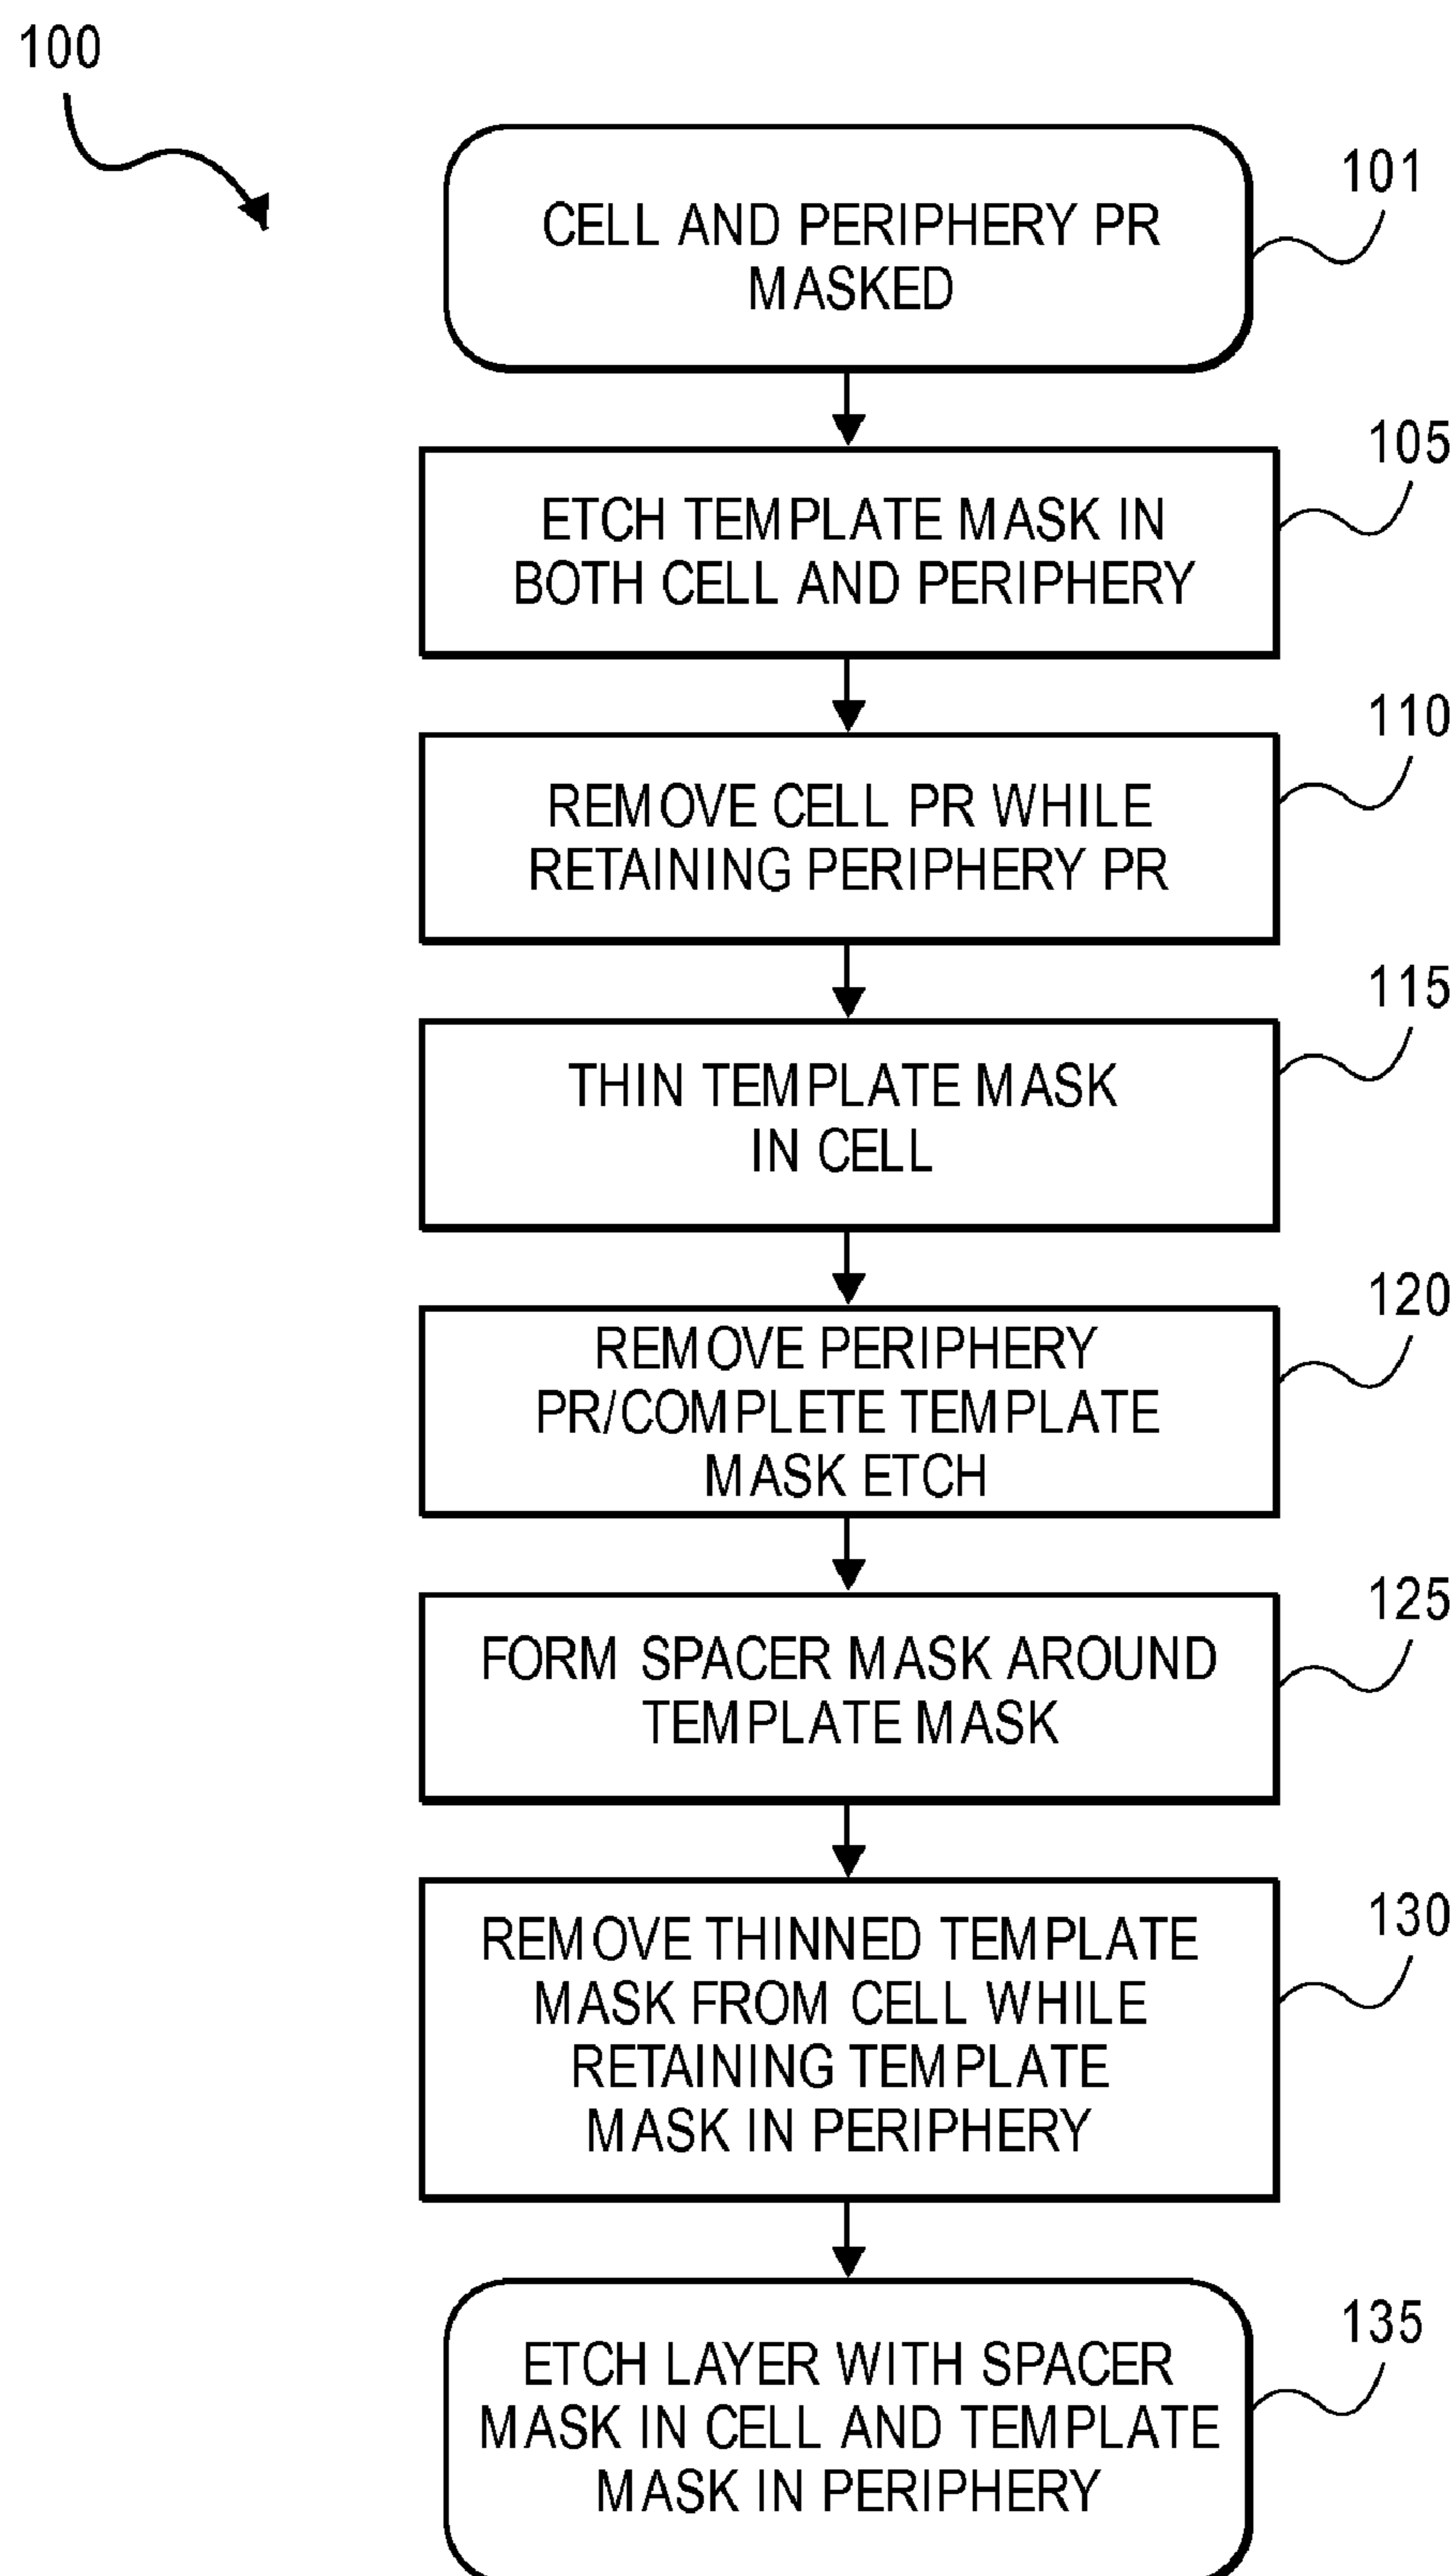 100
101
CELL AND PERIPHERY PR
MASKED
105
ETCH TEMPLATE MASK IN
BOTH CELL AND PERIPHERY
110
REMOVE CELL PR WHILE
RETAINING PERIPHERY PR
115
THIN TEMPLATE MASK
IN CELL
120
REMOVE PERIPHERY
PR/COMPLETE TEMPLATE
MASK ETCH
125
FORM SPACER MASK AROUND
TEMPLATE MASK
130
REMOVE THINNED TEMPLATE
MASK FROM CELL WHILE
RETAINING TEMPLATE
MASK IN PERIPHERY
135
ETCH LAYER WITH SPACER
MASK IN CELL AND TEMPLATE
MASK IN PERIPHERY